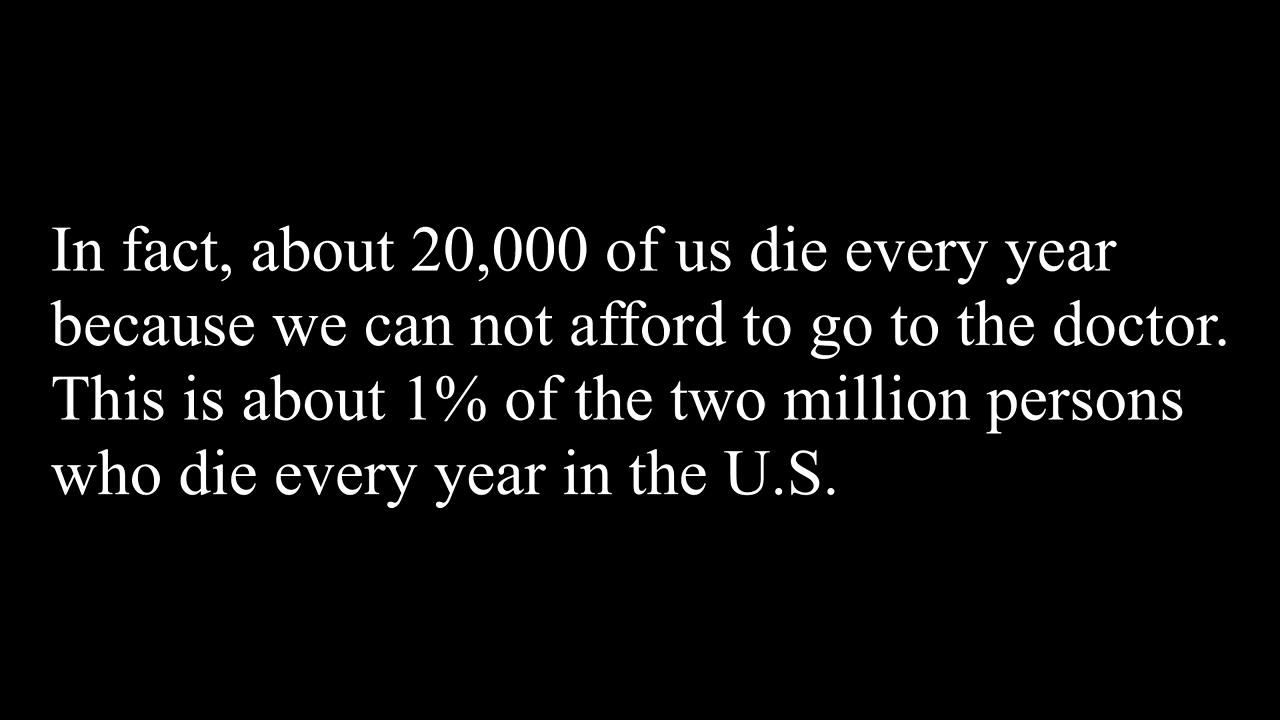 In fact, about 20,000 of us die every year
because we can not afford to go to the doctor.
This is about 1% of the two million persons
who die every year in the U.S.